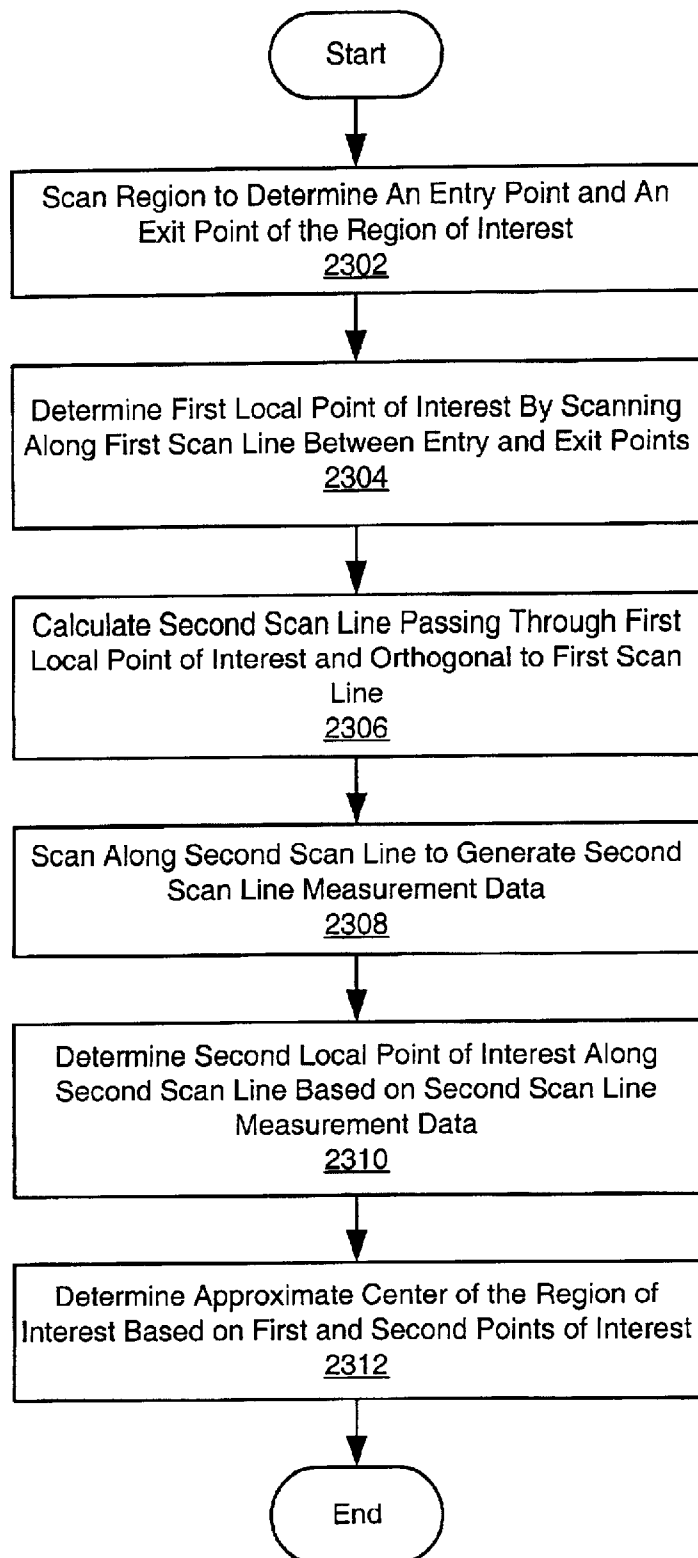 Start
Scan Region to Determine An Entry Point and An
Exit Point of the Region of Interest
2302
Determine First Local Point of Interest By Scanning
Along First Scan Line Between Entry and Exit Points
2304
Calculate Second Scan Line Passing Through First
Local Point of Interest and Orthogonal to First Scan
Line
2306
Scan Along Second Scan Line to Generate Second
Scan Line Measurement Data
2308
Determine Second Local Point of Interest Along
Second Scan Line Based on Second Scan Line
Measurement Data
2310
Determine Approximate Center of the Region of
Interest Based on First and Second Points of Interest
2312
End